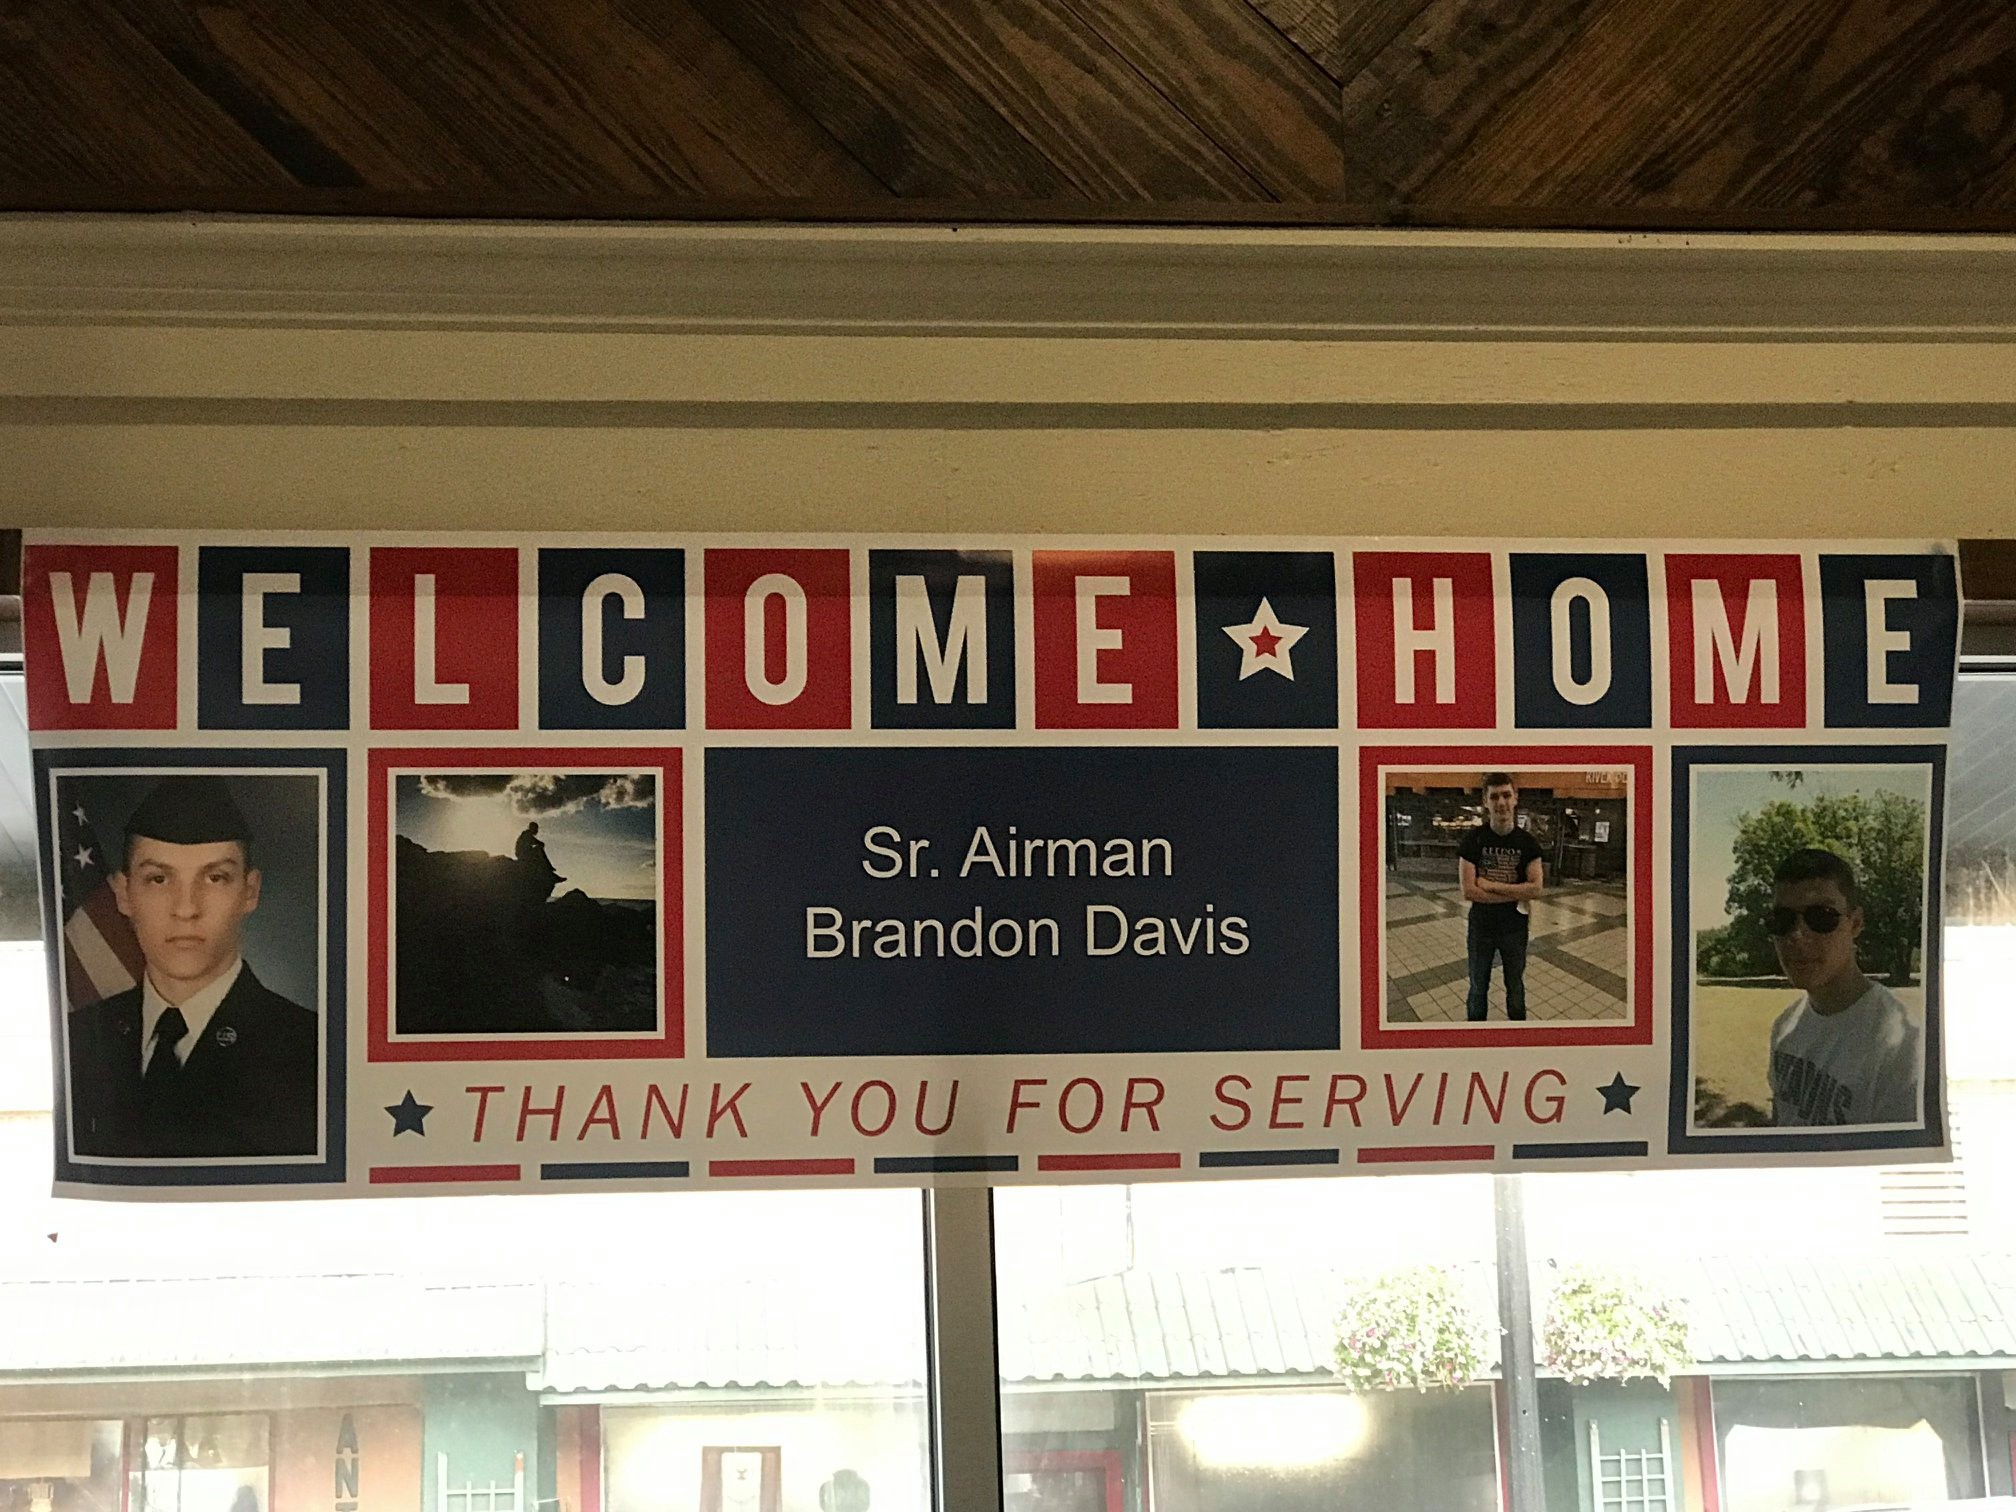 WELCOME HOME
Sr. Airman
Brandon Davis
THANK YOU FOR SERVING